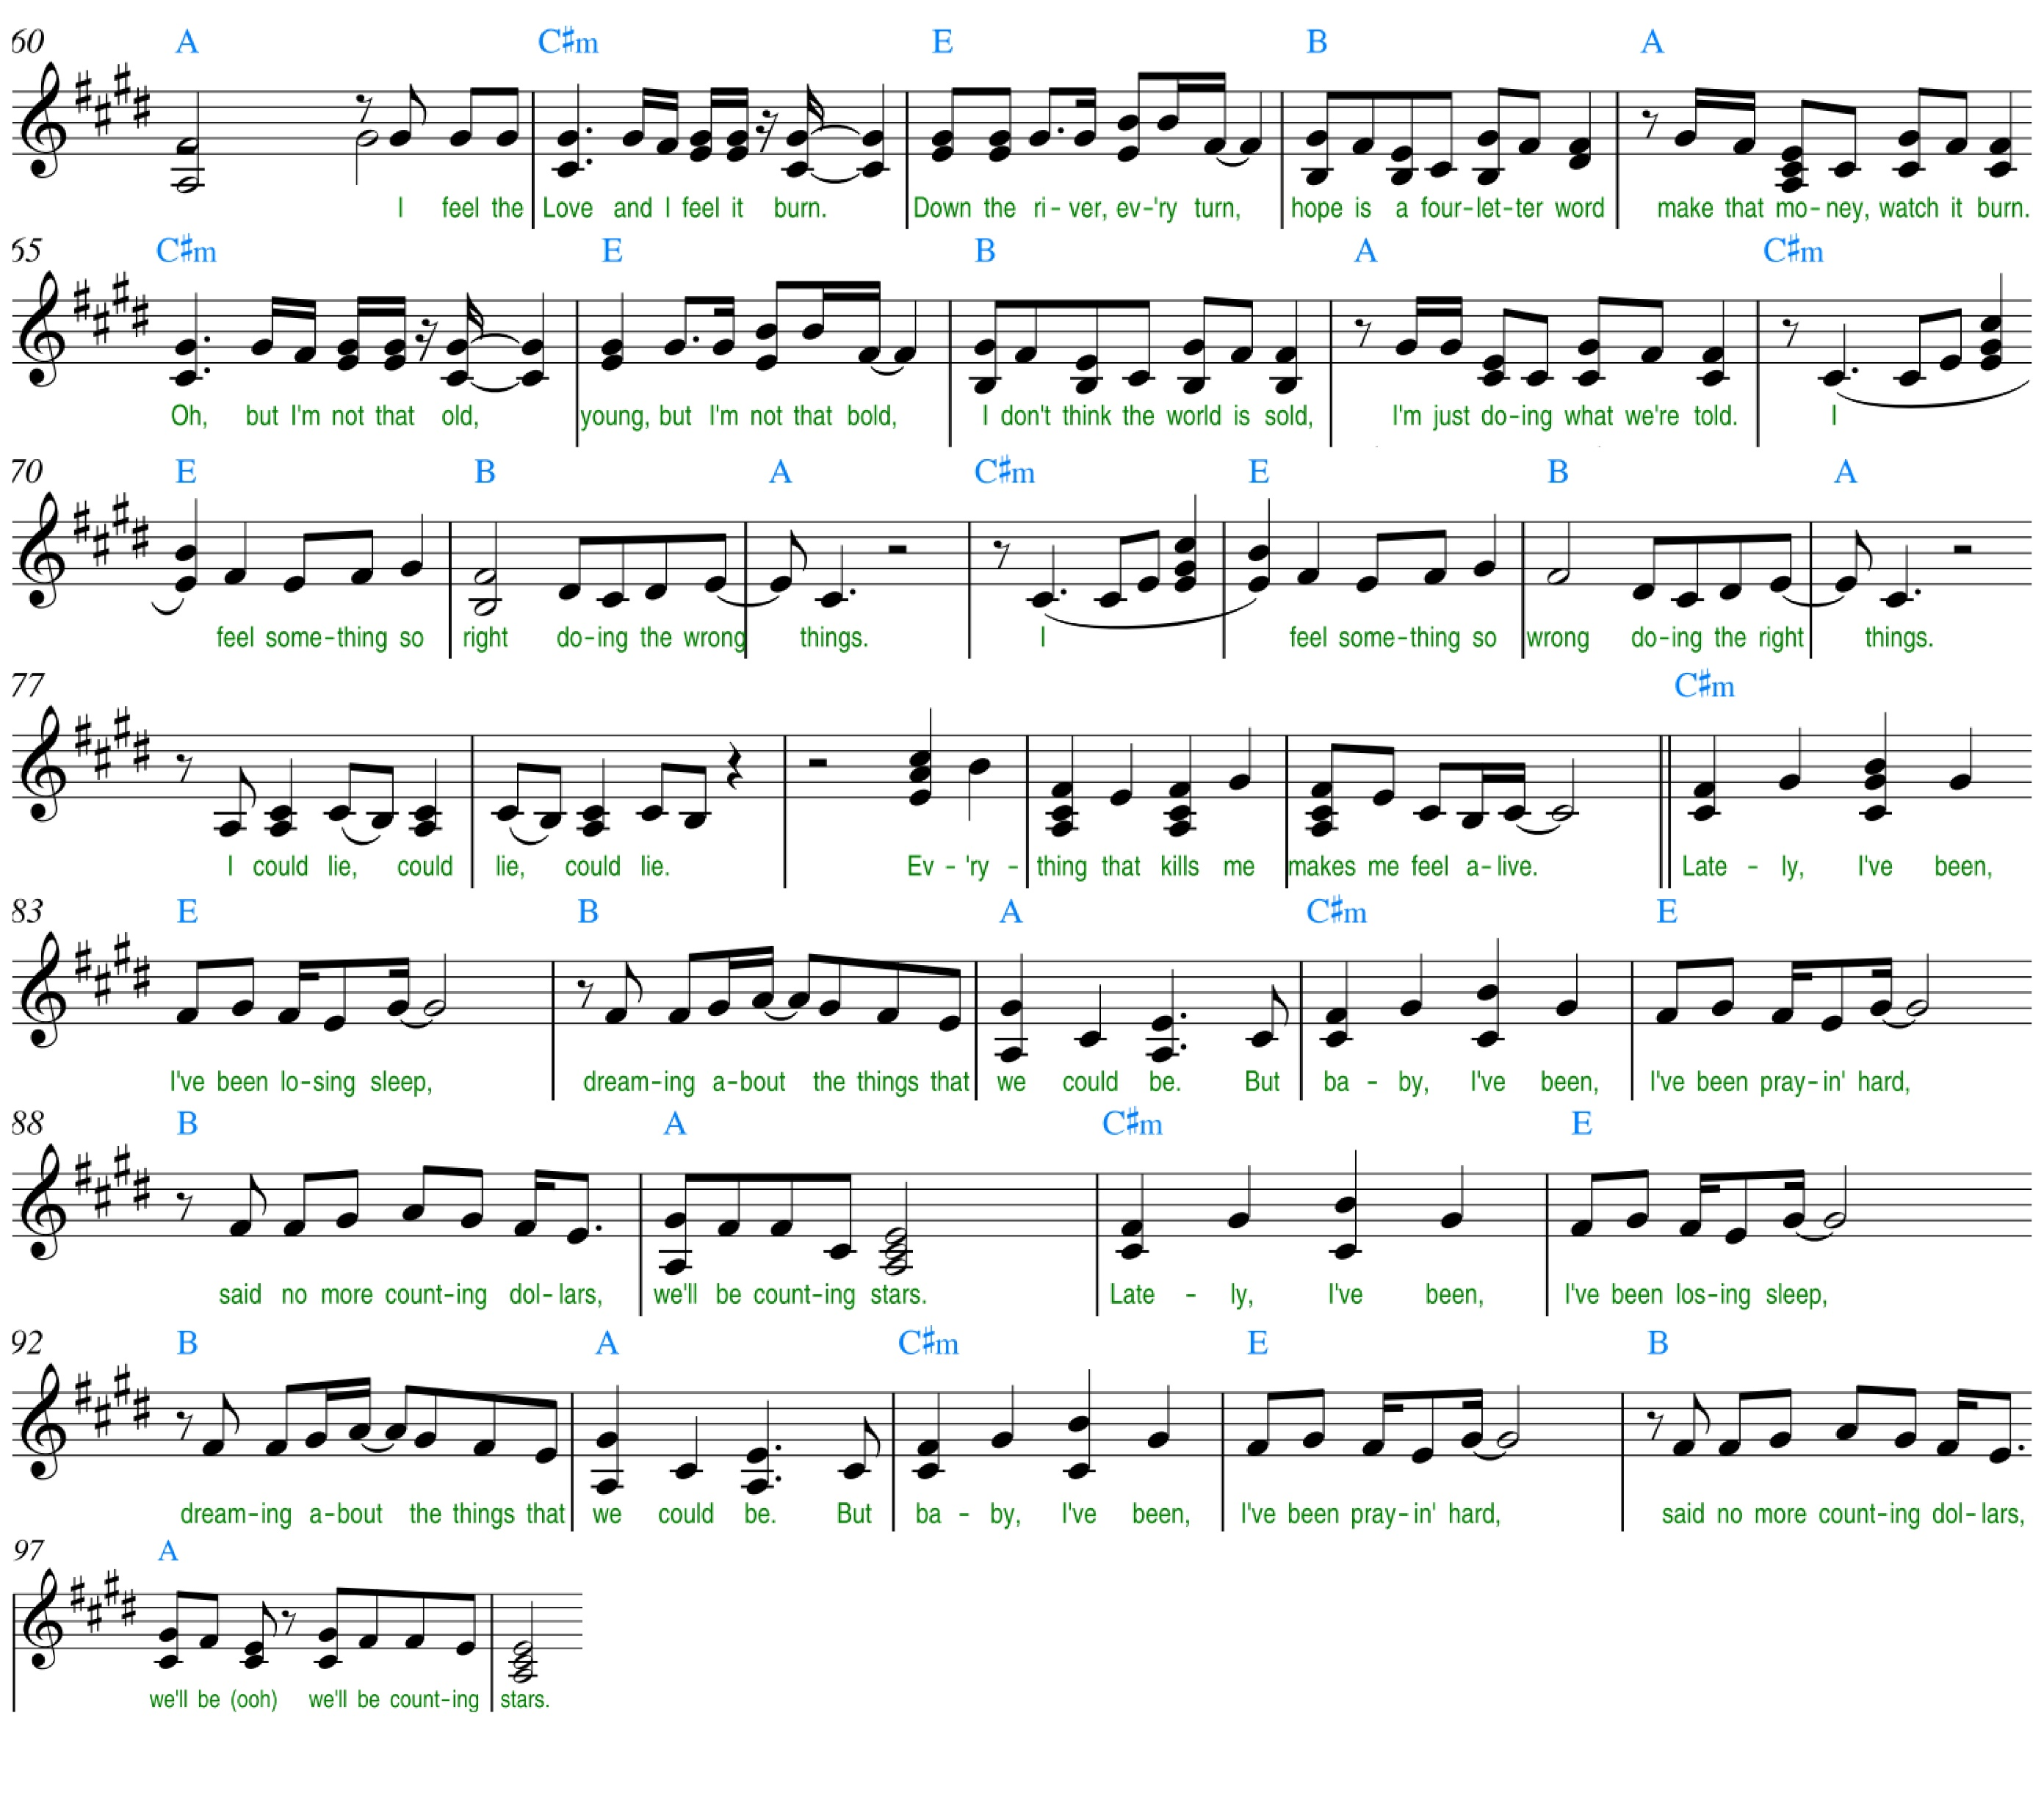 60 A C♯m E B A
I feel the Love and I feel it burn. Down the ri-ver, ev-'ry turn, hope is a four-let-ter word make that mo-ney, watch it burn.
65 C♯m E B A C♯m
Oh, but I'm not that old, young, but I'm not that bold, I don't think the world is sold, I'm just do-ing what we're told. I
70 E B A C♯m E B A
feel some-thing so right do-ing the wrong things. I feel some-thing so wrong do-ing the right things.
77 C♯m
I could lie, could lie, could lie. Ev-'ry-thing that kills me makes me feel a-live. Late-ly, I've been,
83 E B A C♯m E
I've been lo-sing sleep, dream-ing a-bout the things that we could be. But ba-by, I've been, I've been pray-in' hard,
88 B A C♯m E
said no more count-ing dol-lars, we'll be count-ing stars. Late-ly, I've been, I've been los-ing sleep,
92 B A C♯m E B
dream-ing a-bout the things that we could be. But ba-by, I've been, I've been pray-in' hard, said no more count-ing dol-lars,
97 A
we'll be (ooh) we'll be count-ing stars.